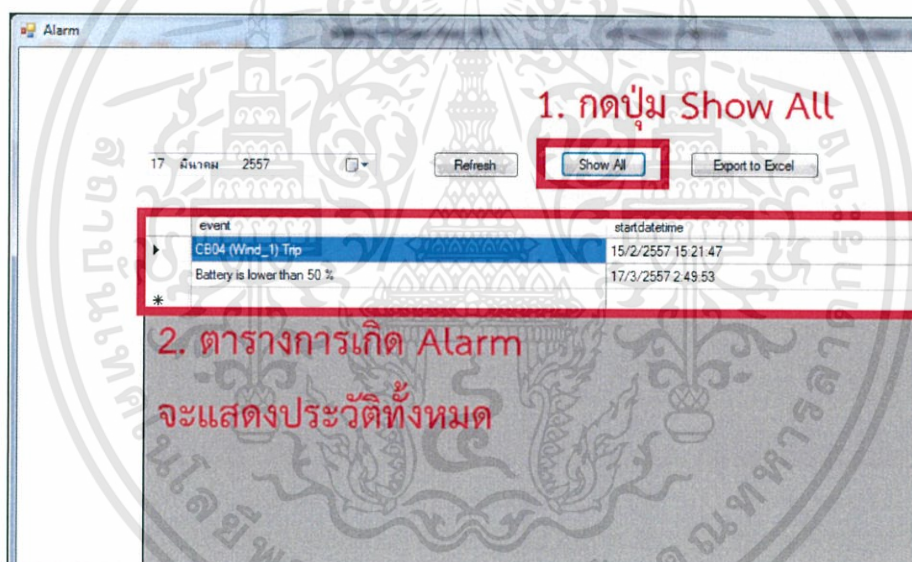 Alarm
1. กดปุ่ม Show All
17 มีนาคม 2557 Refresh Show All Export to Excel
event startdatetime
CB04 (Wind_1) Trip 15/2/2557 15:21:47
Battery is lower than 50 % 17/3/2557 2:49:53
*
2. ตารางการเกิด Alarm
จะแสดงประวัติทั้งหมด